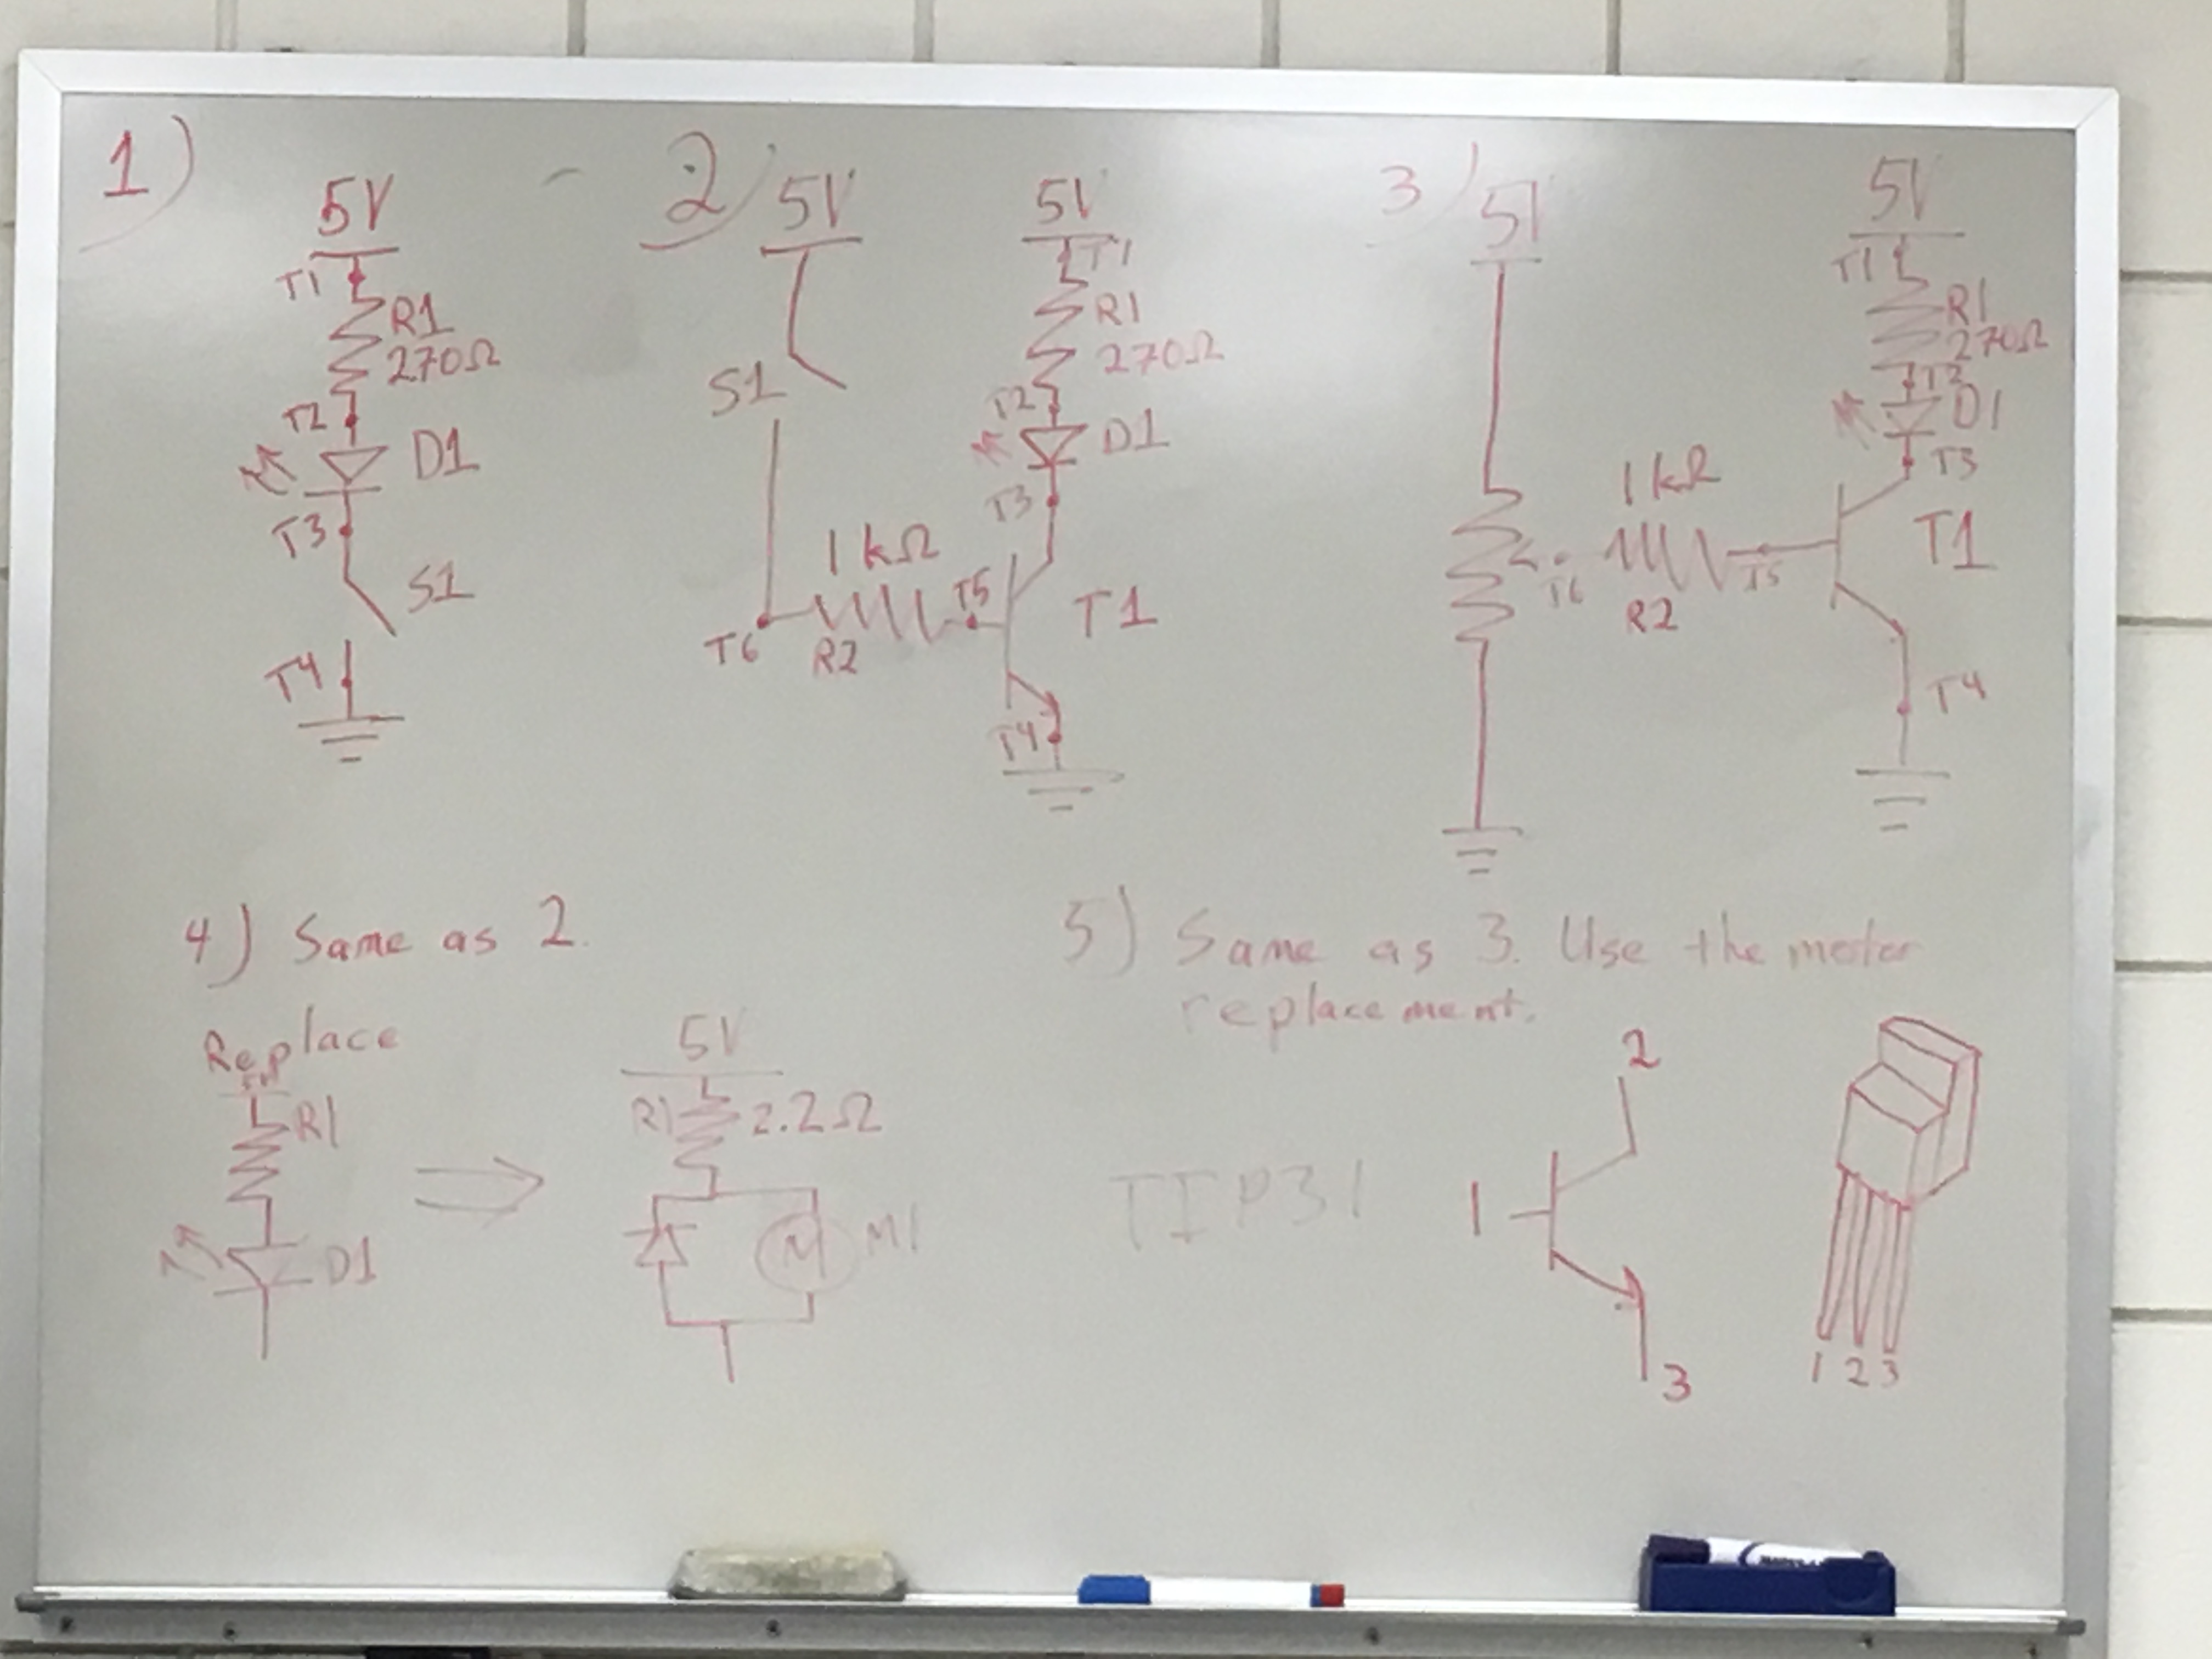 1)
5V
T1
R1
270Ω
T2
D1
T3
S1
T4
2)
5V
S1
T6
1kΩ
R2
T5
5V
T1
R1
270Ω
T2
D1
T3
T1
T4
3)
5V
T6
1kΩ
R2
T5
5V
T1
R1
270Ω
T2
D1
T3
T1
T4
4) Same as 2.
Replace
5V
R1
D1
5V
R1 2.2Ω
M M1
5) Same as 3. Use the motor
replacement.
TIP31
1
2
3
1 2 3